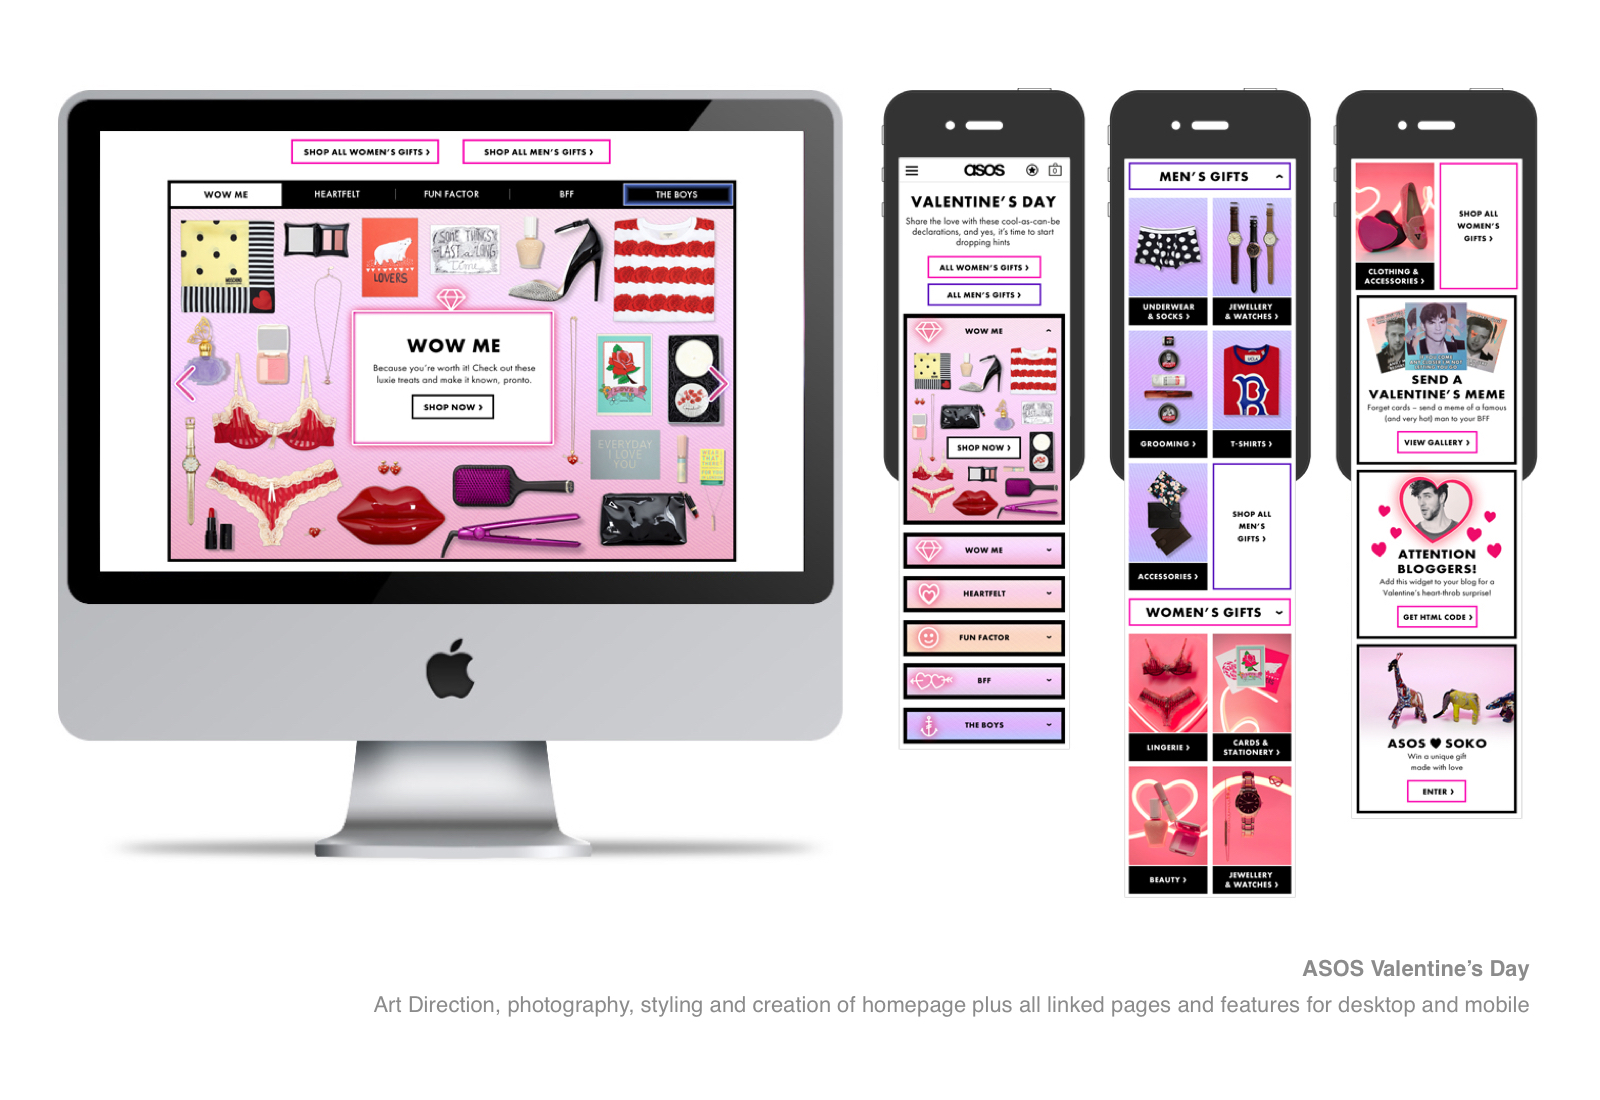 SHOP ALL WOMEN'S GIFTS ›
SHOP ALL MEN'S GIFTS ›
WOW ME
HEARTFELT
FUN FACTOR
BFF
THE BOYS
LOVERS
SOME THINGS
LAST a LONG
Time
MOSCHINO
WOW ME
Because you're worth it! Check out these
luxie treats and make it known, pronto.
SHOP NOW ›
LOVE
EVERYDAY
I LOVE
YOU
WEAR
THAT
THERE
FOR YOU
asos
0
VALENTINE'S DAY
Share the love with these cool-as-can-be
declarations, and yes, it's time to start
dropping hints
ALL WOMEN'S GIFTS ›
ALL MEN'S GIFTS ›
WOW ME
SHOP NOW ›
WOW ME
HEARTFELT
FUN FACTOR
BFF
THE BOYS
MEN'S GIFTS
UNDERWEAR
& SOCKS ›
JEWELLERY
& WATCHES ›
B
GROOMING ›
T-SHIRTS ›
SHOP ALL
MEN'S
GIFTS ›
ACCESSORIES ›
WOMEN'S GIFTS
LINGERIE ›
CARDS &
STATIONERY ›
BEAUTY ›
JEWELLERY
& WATCHES ›
SHOP ALL
WOMEN'S
GIFTS ›
CLOTHING &
ACCESSORIES ›
SEND A
VALENTINE'S MEME
Forget cards – send a meme of a famous
(and very hot) man to your BFF
VIEW GALLERY ›
ATTENTION
BLOGGERS!
Add this widget to your blog for a
Valentine's heart-throb surprise!
GET HTML CODE ›
ASOS ♥ SOKO
Win a unique gift
made with love
ENTER ›
ASOS Valentine's Day
Art Direction, photography, styling and creation of homepage plus all linked pages and features for desktop and mobile